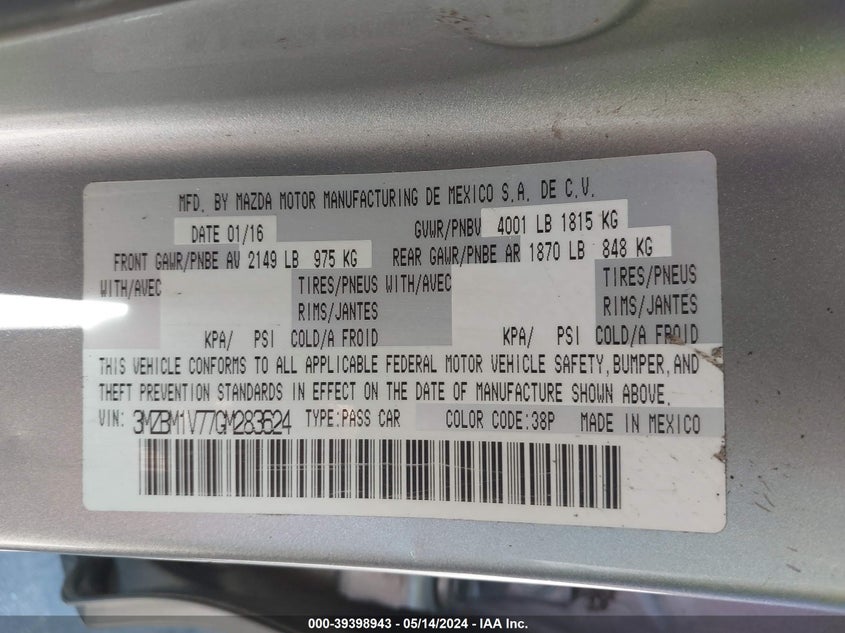 MFD. BY MAZDA MOTOR MANUFACTURING DE MEXICO S.A. DE C.V.
DATE 01/16 GVWR/PNBV 4001 LB 1815 KG
FRONT GAWR/PNBE AV 2149 LB 975 KG REAR GAWR/PNBE AR 1870 LB 848 KG
WITH/AVEC TIRES/PNEUS WITH/AVEC TIRES/PNEUS
RIMS/JANTES RIMS/JANTES
KPA/ PSI COLD/A FROID KPA/ PSI COLD/A FROID
THIS VEHICLE CONFORMS TO ALL APPLICABLE FEDERAL MOTOR VEHICLE SAFETY, BUMPER, AND
THEFT PREVENTION STANDARDS IN EFFECT ON THE DATE OF MANUFACTURE SHOWN ABOVE.
VIN: 3MZBM1V77GM283624 TYPE:PASS CAR COLOR CODE:38P MADE IN MEXICO
000-39398943 - 05/14/2024 - IAA Inc.